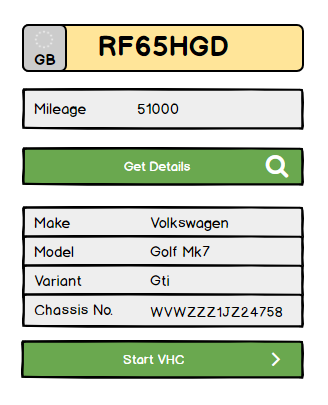 GB RF65HGD
Mileage 51000
Get Details
Make Volkswagen
Model Golf Mk7
Variant Gti
Chassis No. WVWZZZ1JZ24758
Start VHC